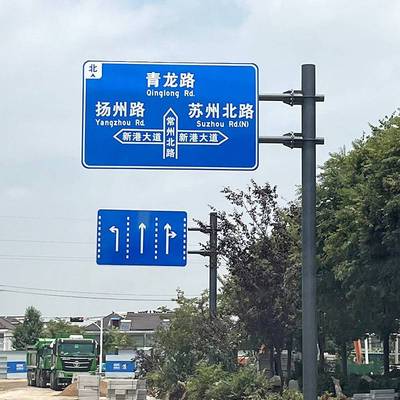 北
青龙路
Qinglong Rd.
扬州路
Yangzhou Rd.
苏州北路
Suzhou Rd.(N)
新港大道
常州北路
新港大道